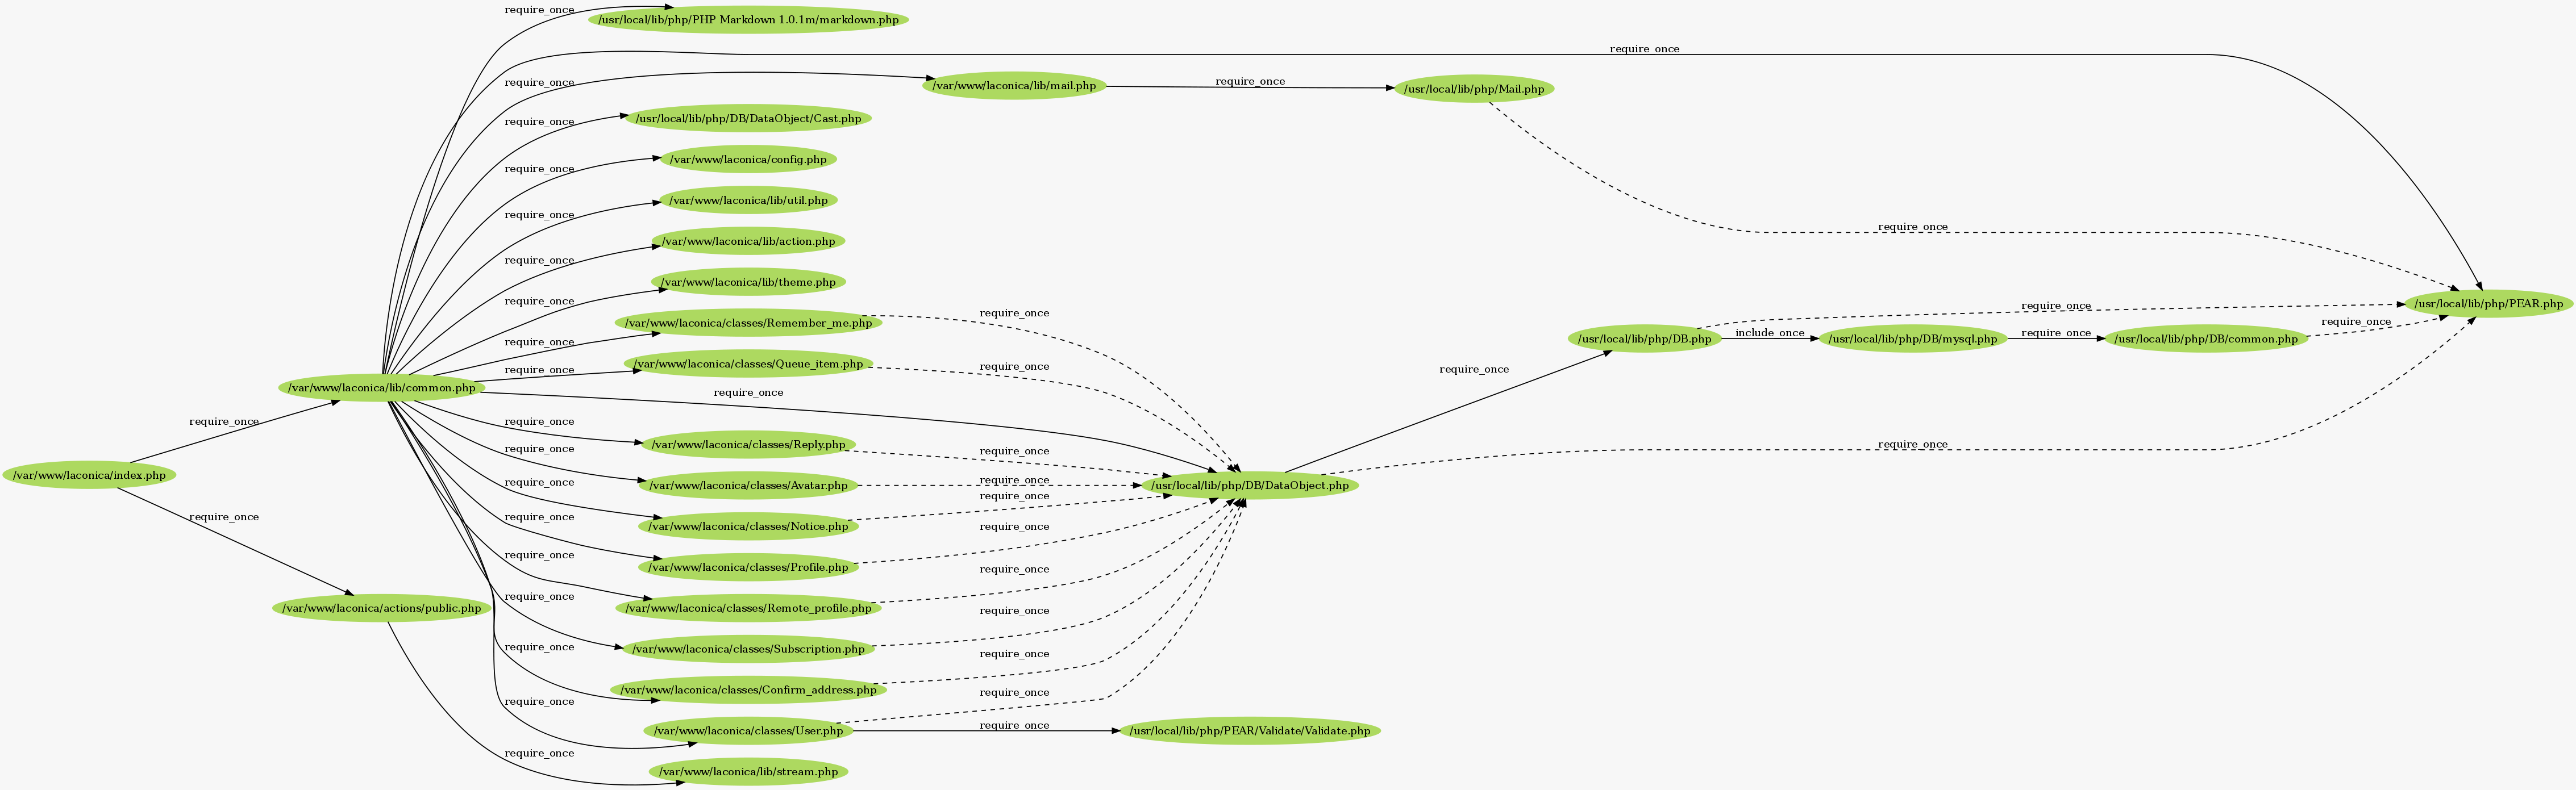 require_once
/usr/local/lib/php/PHP Markdown 1.0.1m/markdown.php
require_once
require_once
/var/www/laconica/lib/mail.php
require_once
/usr/local/lib/php/Mail.php
require_once
/usr/local/lib/php/DB/DataObject/Cast.php
require_once
/var/www/laconica/config.php
require_once
/var/www/laconica/lib/util.php
require_once
require_once
/var/www/laconica/lib/action.php
require_once
/var/www/laconica/lib/theme.php
require_once
/usr/local/lib/php/PEAR.php
require_once
/var/www/laconica/classes/Remember_me.php
require_once
require_once
/usr/local/lib/php/DB.php
include_once
/usr/local/lib/php/DB/mysql.php
require_once
/usr/local/lib/php/DB/common.php
require_once
/var/www/laconica/classes/Queue_item.php
require_once
require_once
require_once
/var/www/laconica/lib/common.php
require_once
require_once
require_once
/var/www/laconica/classes/Reply.php
require_once
require_once
require_once
/var/www/laconica/index.php
require_once
/var/www/laconica/classes/Avatar.php
require_once
/usr/local/lib/php/DB/DataObject.php
require_once
require_once
/var/www/laconica/classes/Notice.php
require_once
require_once
require_once
/var/www/laconica/classes/Profile.php
require_once
require_once
/var/www/laconica/actions/public.php
require_once
/var/www/laconica/classes/Remote_profile.php
require_once
/var/www/laconica/classes/Subscription.php
require_once
require_once
/var/www/laconica/classes/Confirm_address.php
require_once
require_once
/var/www/laconica/classes/User.php
require_once
/usr/local/lib/php/PEAR/Validate/Validate.php
require_once
/var/www/laconica/lib/stream.php